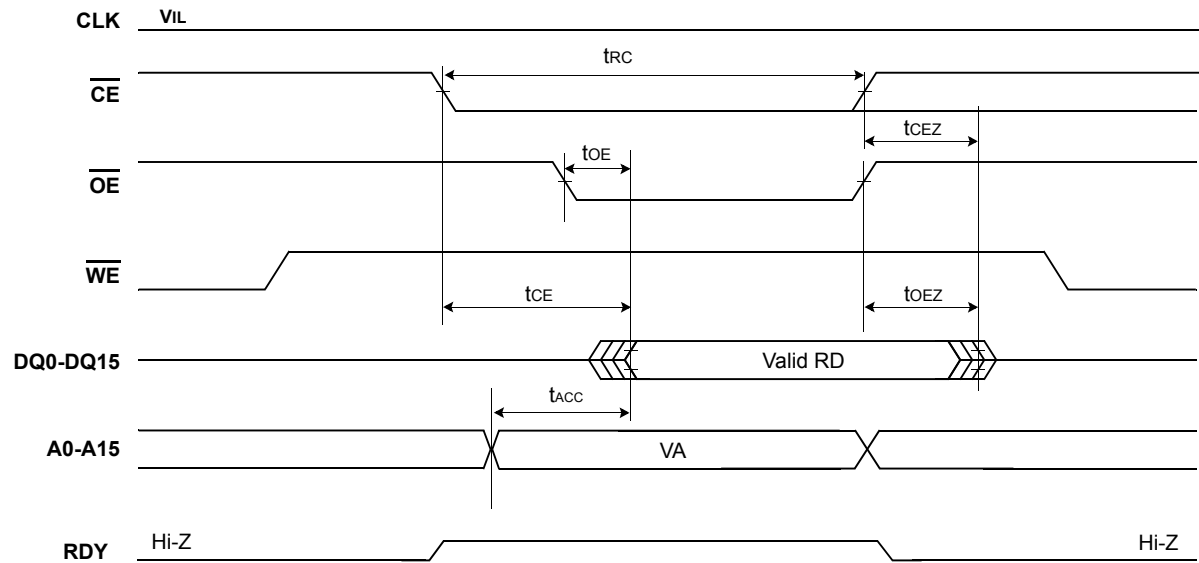 CLK VIL
tRC
CE
tCEZ
tOE
OE
WE
tCE tOEZ
DQ0-DQ15 Valid RD
tACC
A0-A15 VA
RDY Hi-Z Hi-Z